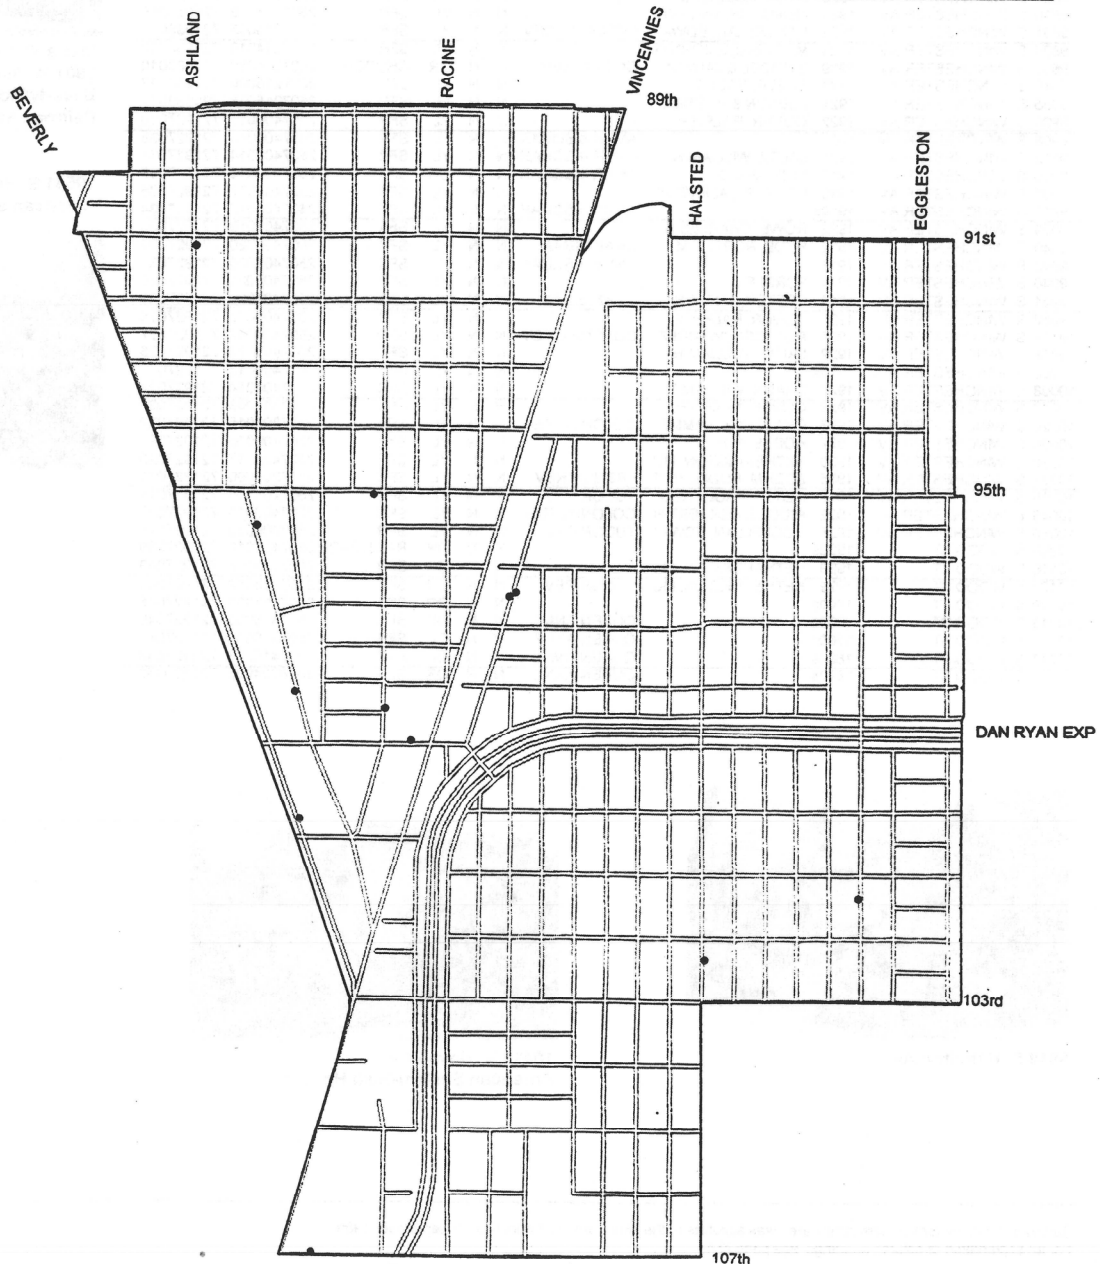 BEVERLY
ASHLAND
RACINE
VINCENNES
89th
HALSTED
EGGLESTON
91st
95th
DAN RYAN EXP
103rd
107th